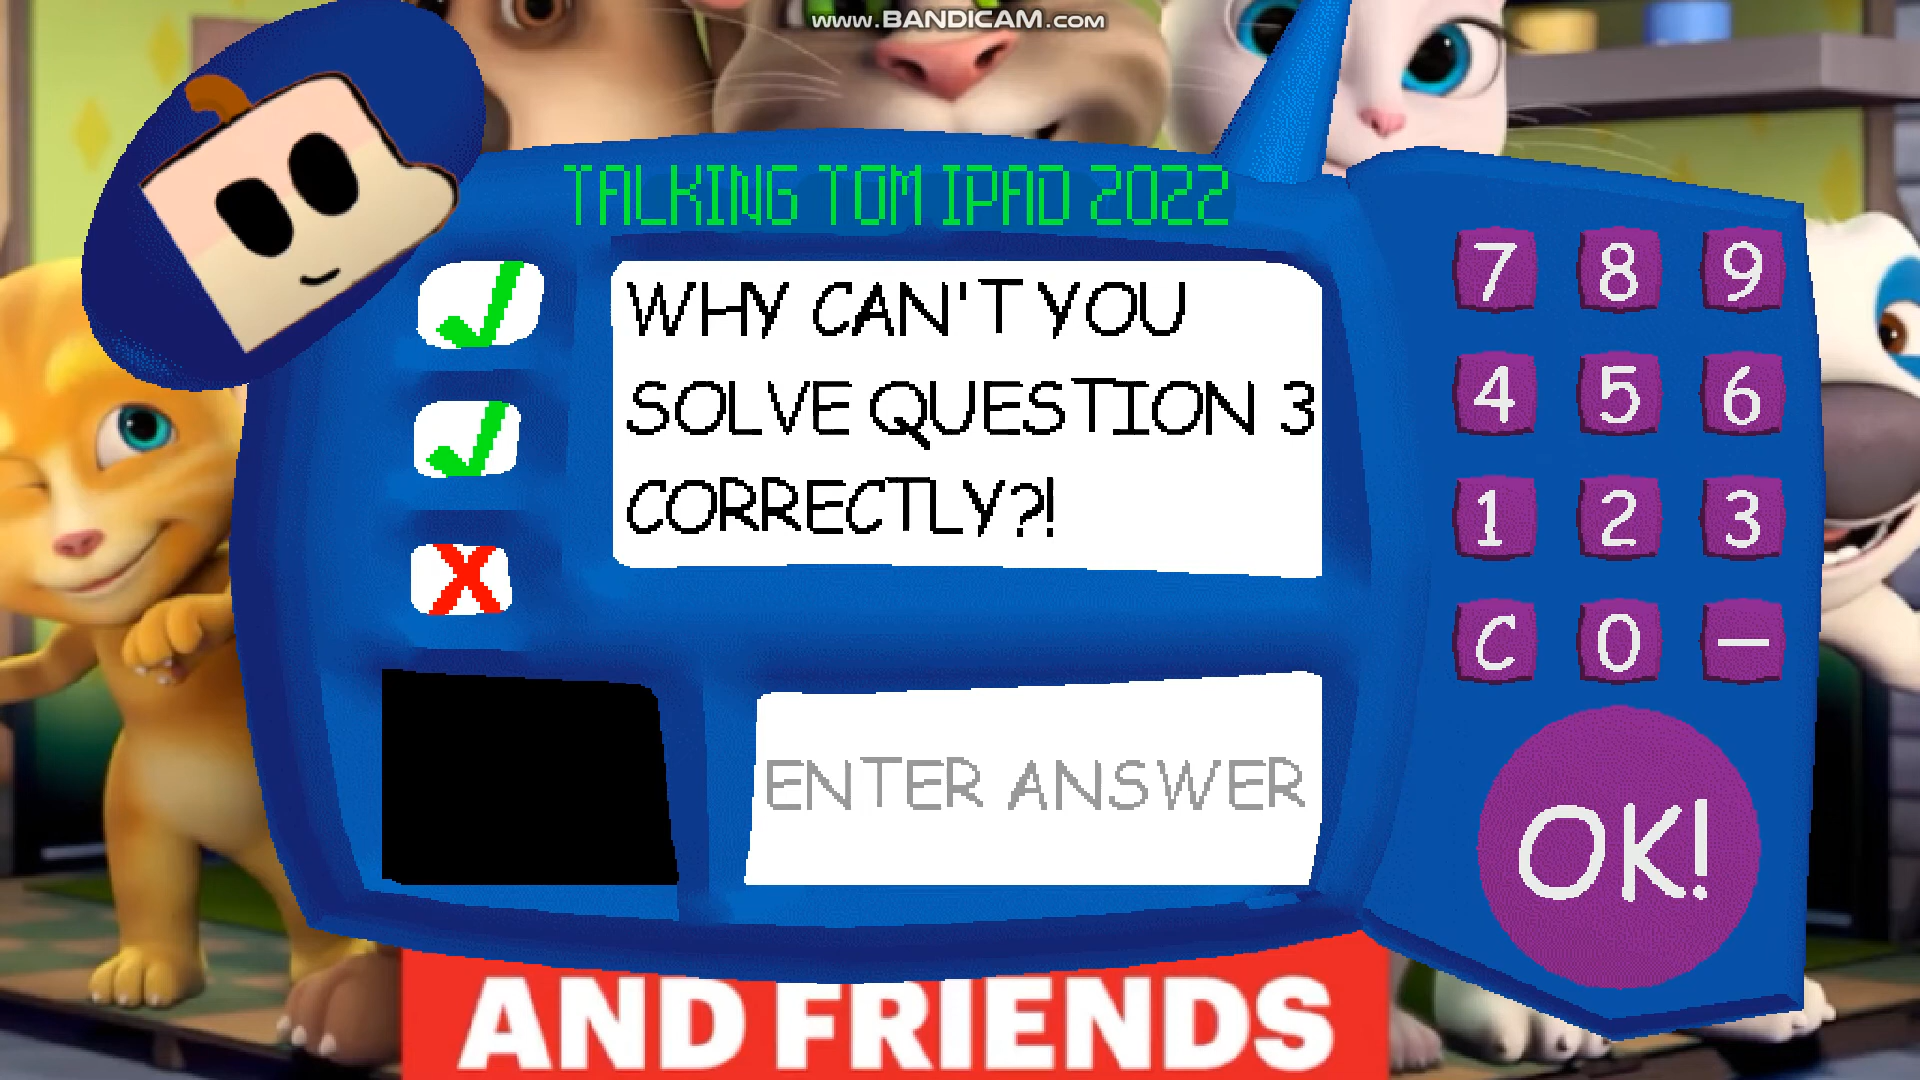 www.BANDICAM.com
TALKING TOM IPAD 2022
WHY CAN'T YOU
SOLVE QUESTION 3
CORRECTLY?!
7 8 9
4 5 6
1 2 3
C 0 —
ENTER ANSWER
OK!
AND FRIENDS